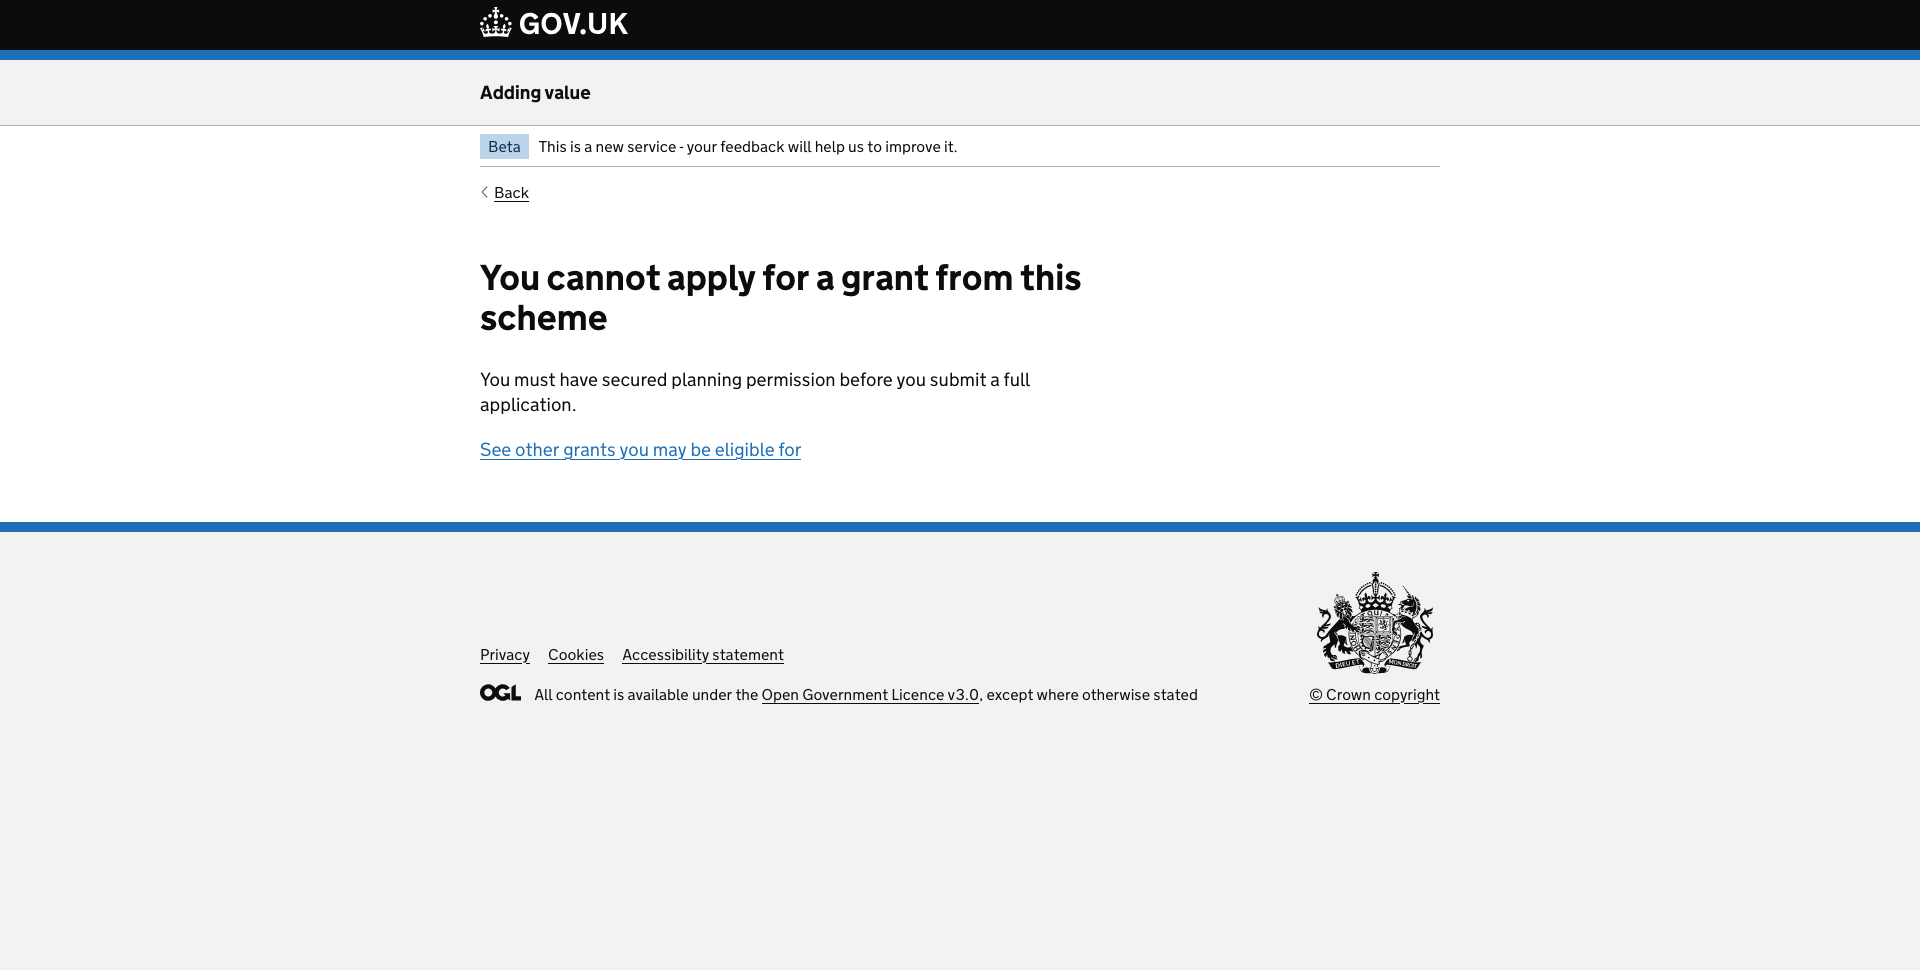 GOV.UK
Adding value
Beta This is a new service - your feedback will help us to improve it.
Back
You cannot apply for a grant from this
scheme
You must have secured planning permission before you submit a full
application.
See other grants you may be eligible for
Privacy Cookies Accessibility statement
OGL All content is available under the Open Government Licence v3.0, except where otherwise stated
DIEU ET MON DROIT
© Crown copyright